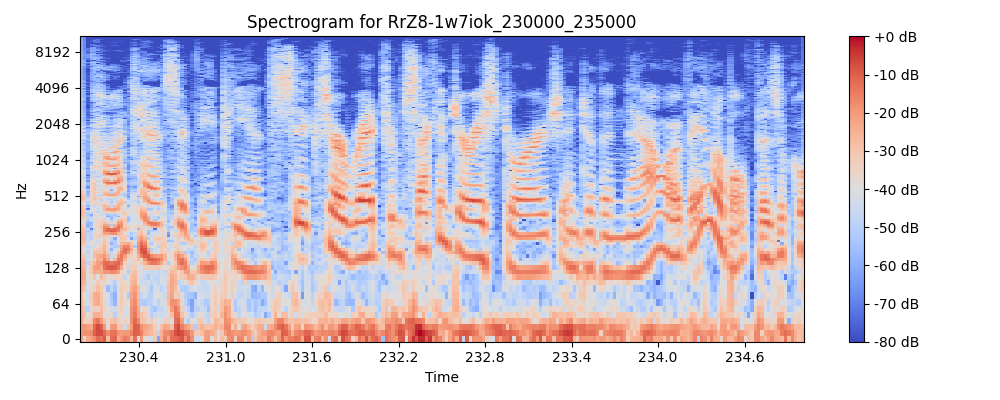 Spectrogram for RrZ8-1w7iok_230000_235000
+0 dB
-10 dB
-20 dB
-30 dB
-40 dB
-50 dB
-60 dB
-70 dB
-80 dB
8192
4096
2048
1024
512
256
128
64
0
Hz
230.4 231.0 231.6 232.2 232.8 233.4 234.0 234.6
Time